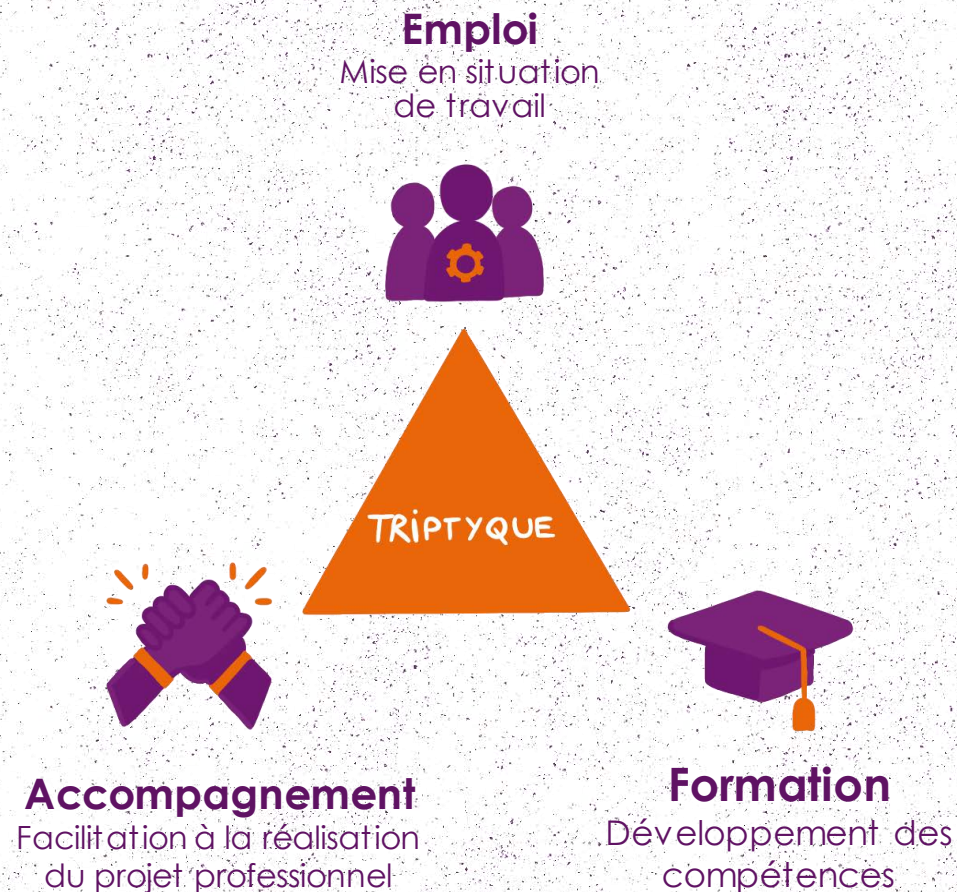 Emploi
Mise en situation
de travail
TRIPTYQUE
Accompagnement
Facilitation à la réalisation
du projet professionnel
Formation
Développement des
compétences